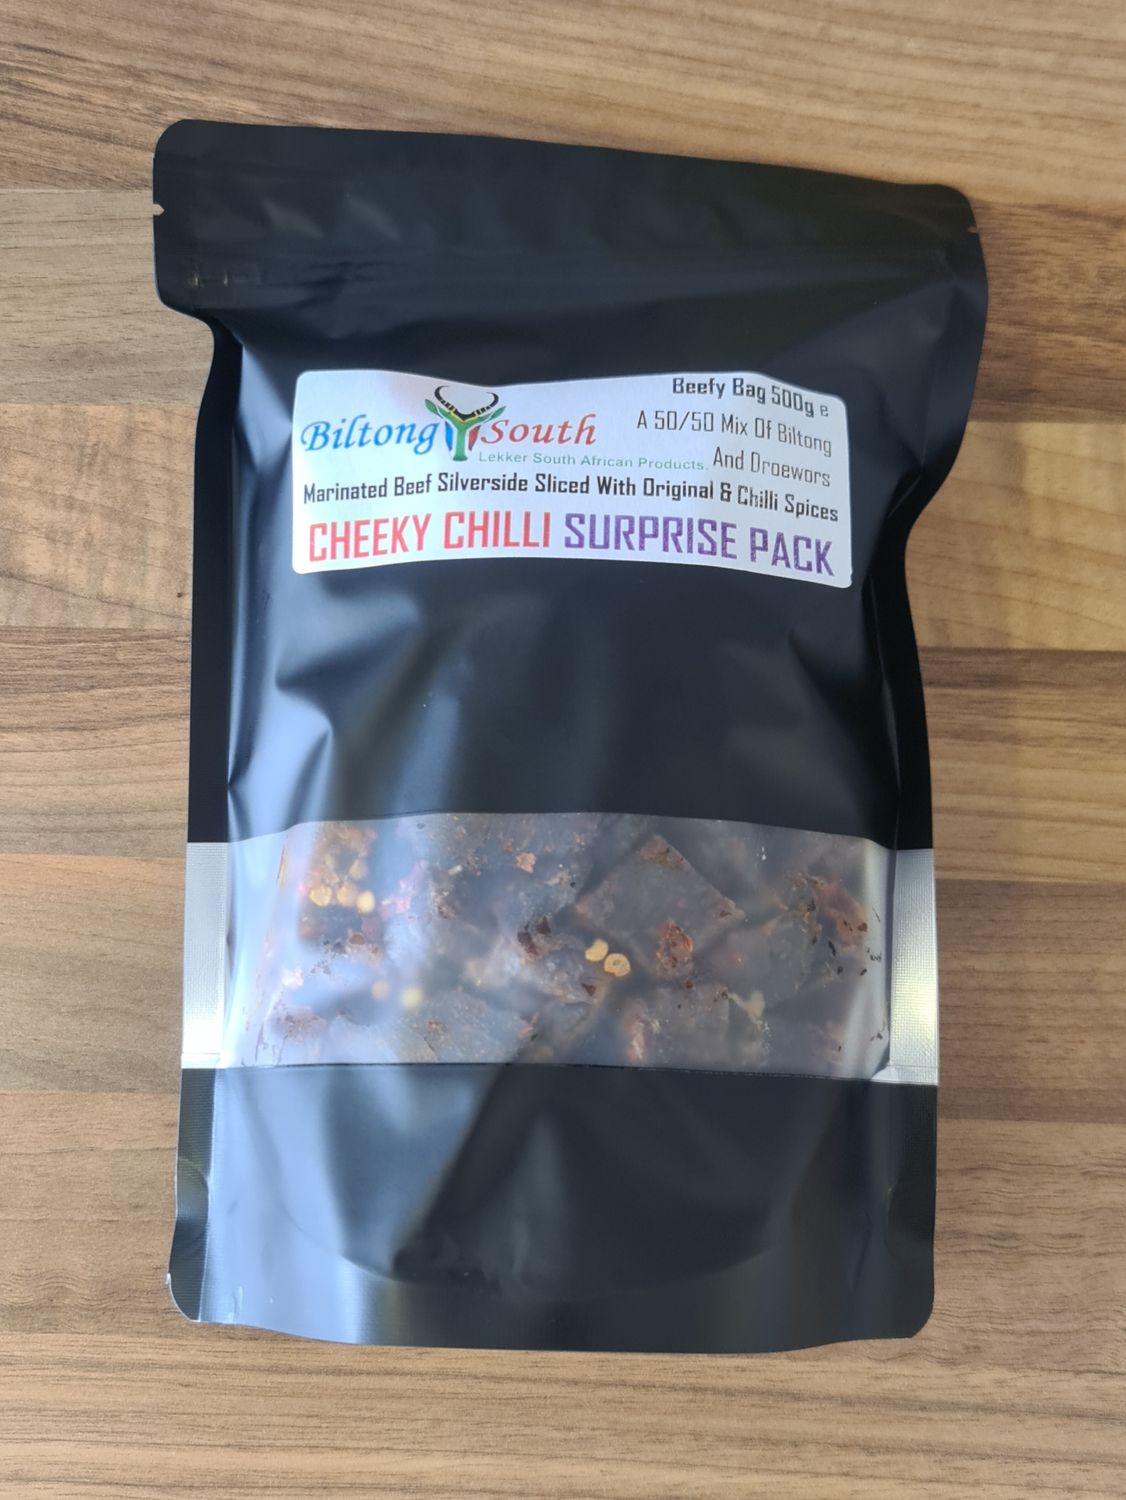 Beefy Bag 500g e
A 50/50 Mix Of Biltong
And Droewors
Biltong South
Lekker South African Products.
Marinated Beef Silverside Sliced With Original & Chilli Spices
CHEEKY CHILLI SURPRISE PACK